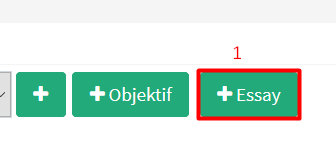 1
+ + Objektif + Essay